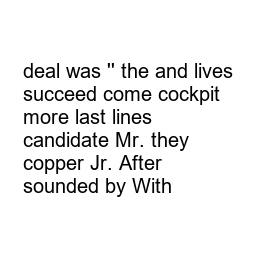 deal was " the and lives
succeed come cockpit
more last lines
candidate Mr. they
copper Jr. After
sounded by With